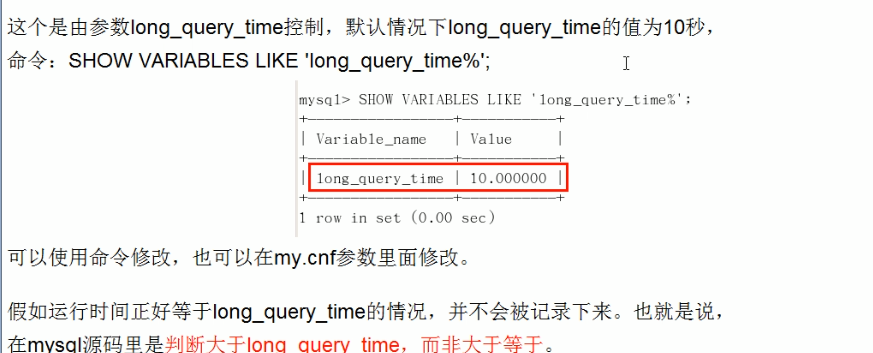 这个是由参数long_query_time控制，默认情况下long_query_time的值为10秒，
命令：SHOW VARIABLES LIKE 'long_query_time%';
mysql> SHOW VARIABLES LIKE 'long_query_time%';
+-----------------+-----------+
| Variable_name | Value |
+-----------------+-----------+
| long_query_time | 10.000000 |
+-----------------+-----------+
1 row in set (0.00 sec)
可以使用命令修改，也可以在my.cnf参数里面修改。
假如运行时间正好等于long_query_time的情况，并不会被记录下来。也就是说，
在mysql源码里是判断大于long_query_time，而非大于等于。